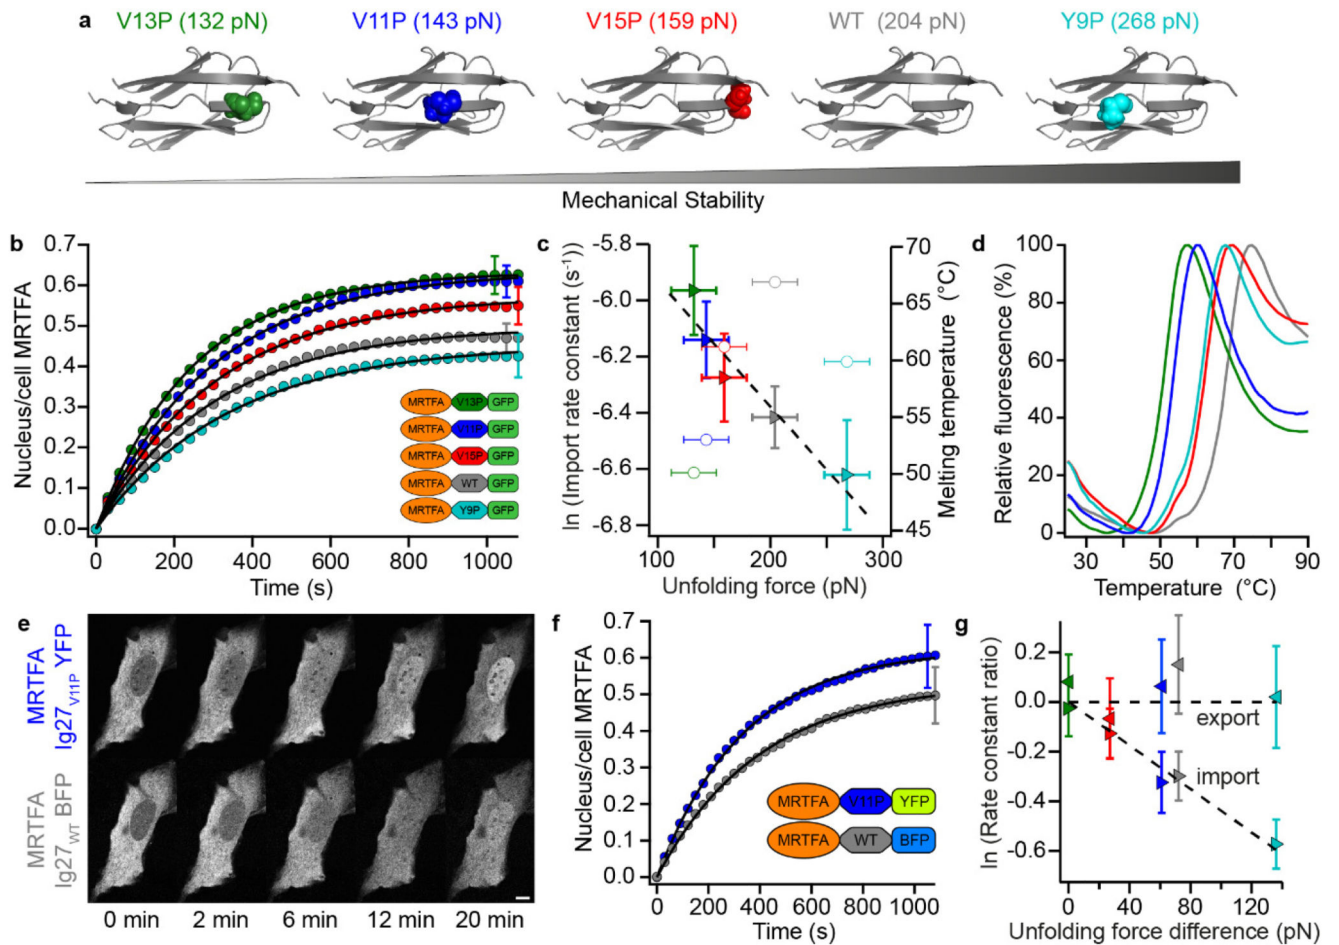 a
V13P (132 pN)
V11P (143 pN)
V15P (159 pN)
WT (204 pN)
Y9P (268 pN)
Mechanical Stability
b
Nucleus/cell MRTFA
0.7
0.6
0.5
0.4
0.3
0.2
0.1
0.0
MRTFA V13P GFP
MRTFA V11P GFP
MRTFA V15P GFP
MRTFA WT GFP
MRTFA Y9P GFP
0 200 400 600 800 1000
Time (s)
c
ln (Import rate constant (s⁻¹))
-5.8
-6.0
-6.2
-6.4
-6.6
-6.8
70
65
60
55
50
45
Melting temperature (°C)
100 200 300
Unfolding force (pN)
d
Relative fluorescence (%)
100
80
60
40
20
0
30 50 70 90
Temperature (°C)
e
MRTFA
Ig27V11P YFP
MRTFA
Ig27WT BFP
0 min 2 min 6 min 12 min 20 min
f
Nucleus/cell MRTFA
0.7
0.6
0.5
0.4
0.3
0.2
0.1
0.0
MRTFA V11P YFP
MRTFA WT BFP
0 200 400 600 800 1000
Time (s)
g
ln (Rate constant ratio)
0.2
0.0
-0.2
-0.4
-0.6
export
import
0 40 80 120
Unfolding force difference (pN)